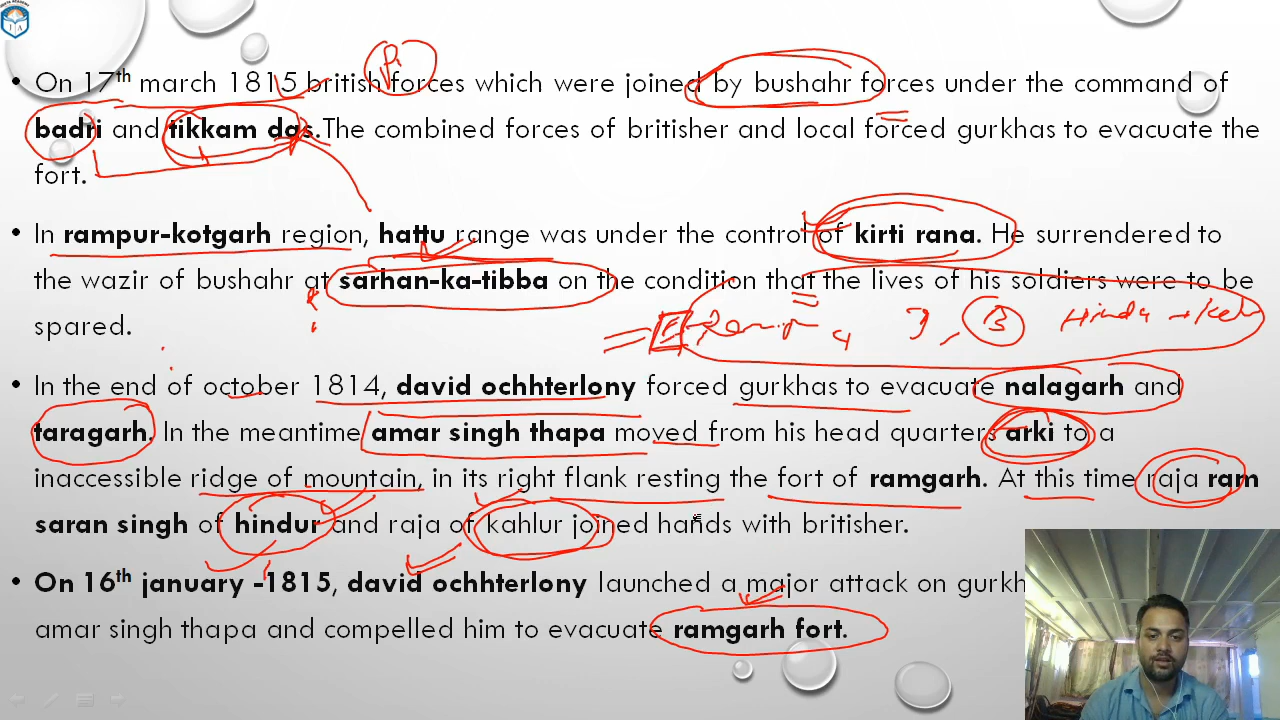 On 17th march 1815 british forces which were joined by bushahr forces under the command of
badri and tikkam das.The combined forces of britisher and local forced gurkhas to evacuate the
fort.
In rampur-kotgarh region, hattu range was under the control of kirti rana. He surrendered to
the wazir of bushahr at sarhan-ka-tibba on the condition that the lives of his soldiers were to be
spared.
In the end of october 1814, david ochhterlony forced gurkhas to evacuate nalagarh and
taragarh. In the meantime amar singh thapa moved from his head quarters arki to a
inaccessible ridge of mountain, in its right flank resting the fort of ramgarh. At this time raja ram
saran singh of hindur and raja of kahlur joined hands with britisher.
On 16th january -1815, david ochhterlony launched a major attack on gurkh
amar singh thapa and compelled him to evacuate ramgarh fort.